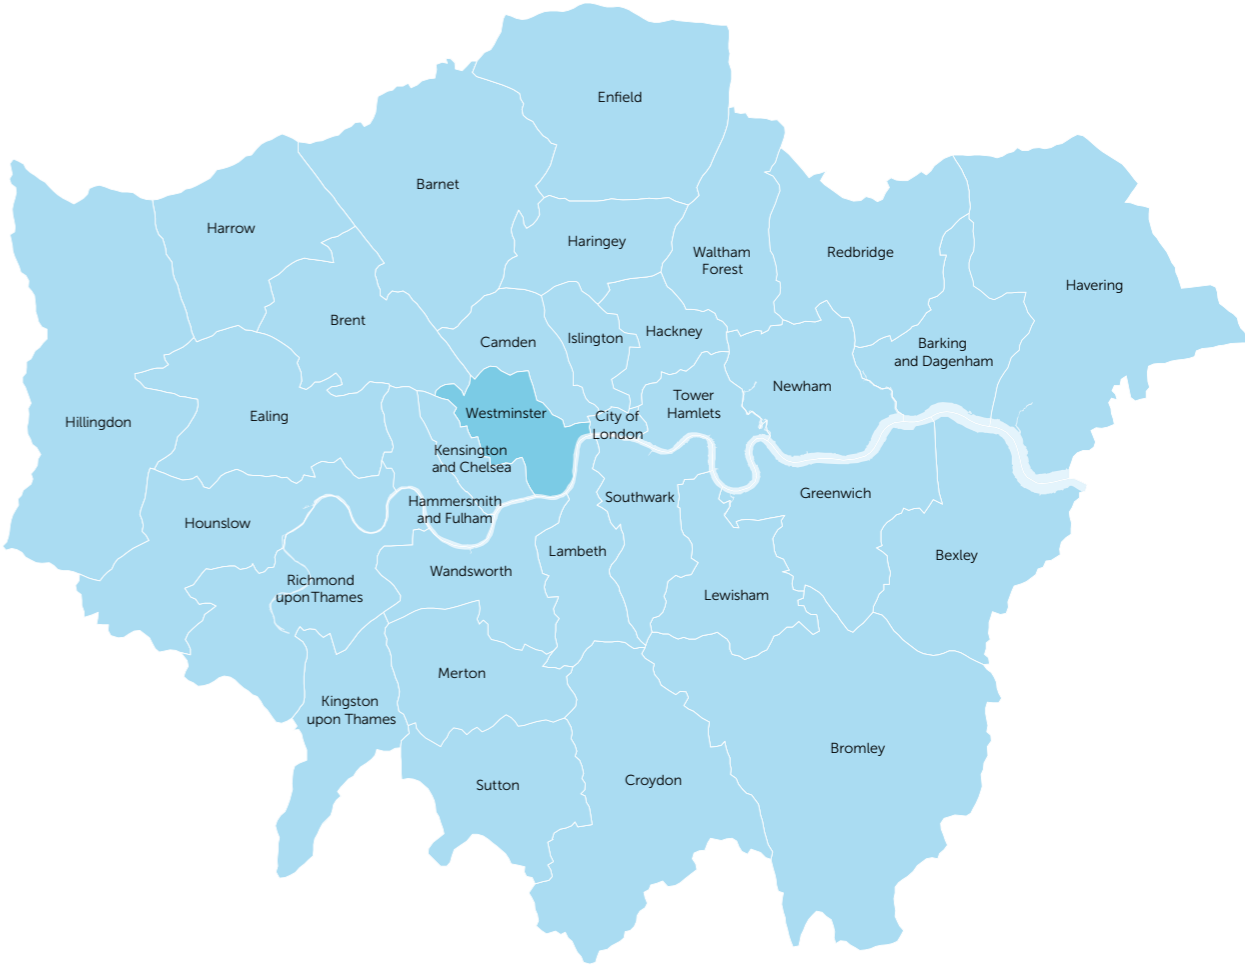 Enfield
Barnet
Harrow
Haringey
Waltham
Forest
Redbridge
Havering
Brent
Camden
Islington
Hackney
Barking
and Dagenham
Hillingdon
Ealing
Westminster
City of
London
Tower
Hamlets
Newham
Kensington
and Chelsea
Hammersmith
and Fulham
Hounslow
Southwark
Greenwich
Richmond
upon Thames
Wandsworth
Lambeth
Lewisham
Bexley
Merton
Kingston
upon Thames
Sutton
Croydon
Bromley